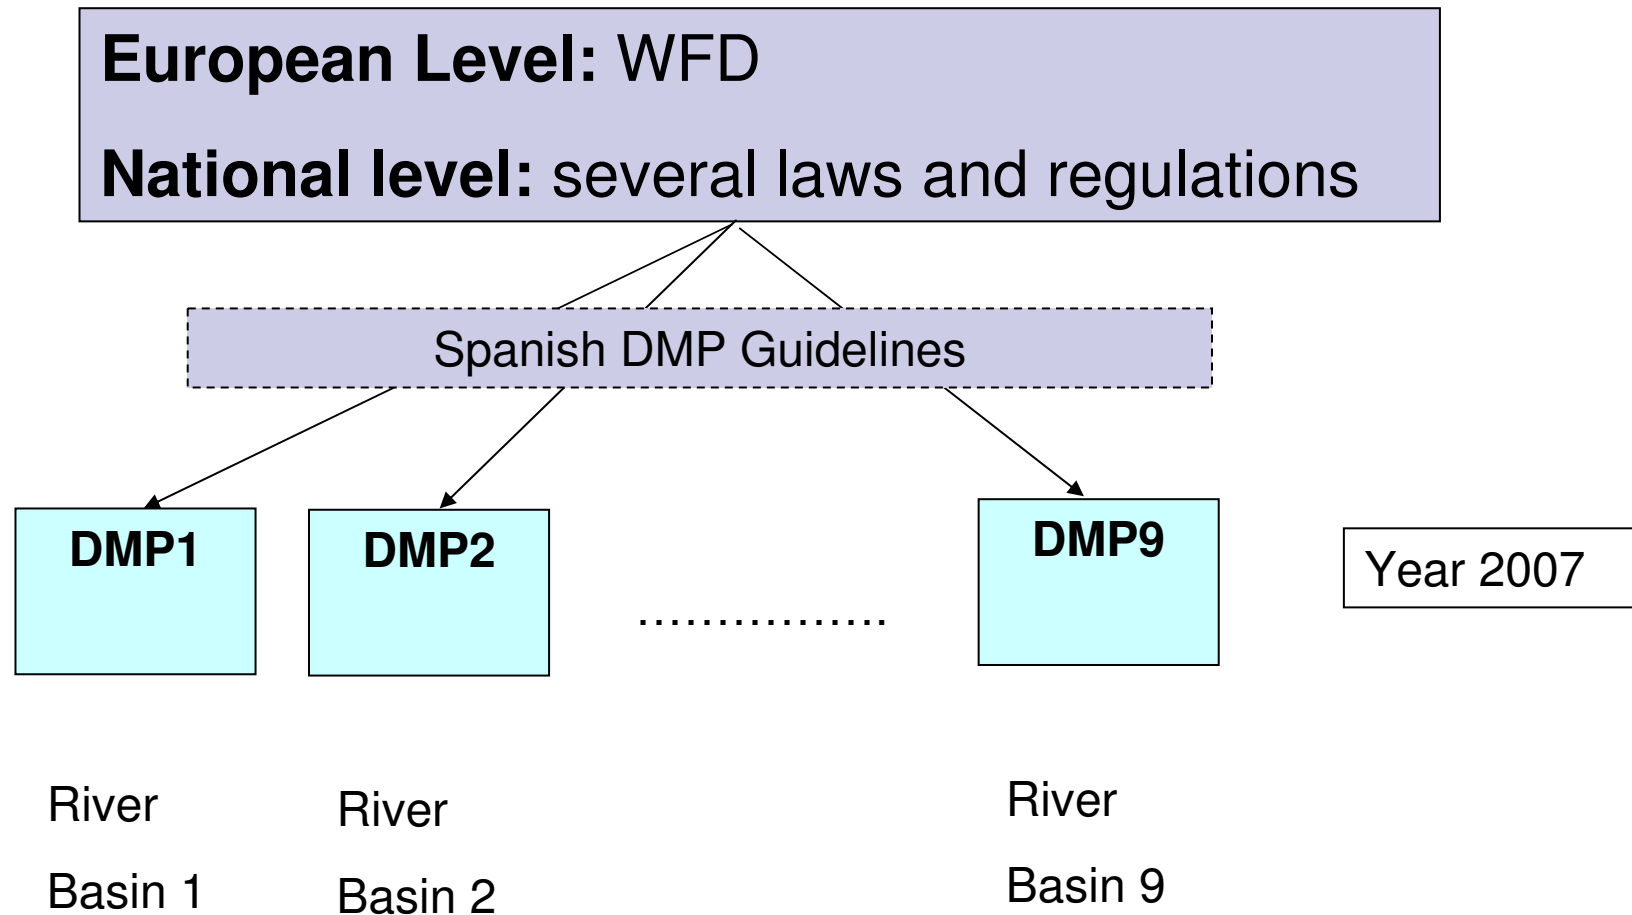 European Level: WFD
National level: several laws and regulations
Spanish DMP Guidelines
DMP1
DMP2
DMP9
................
Year 2007
River
Basin 1
River
Basin 2
River
Basin 9